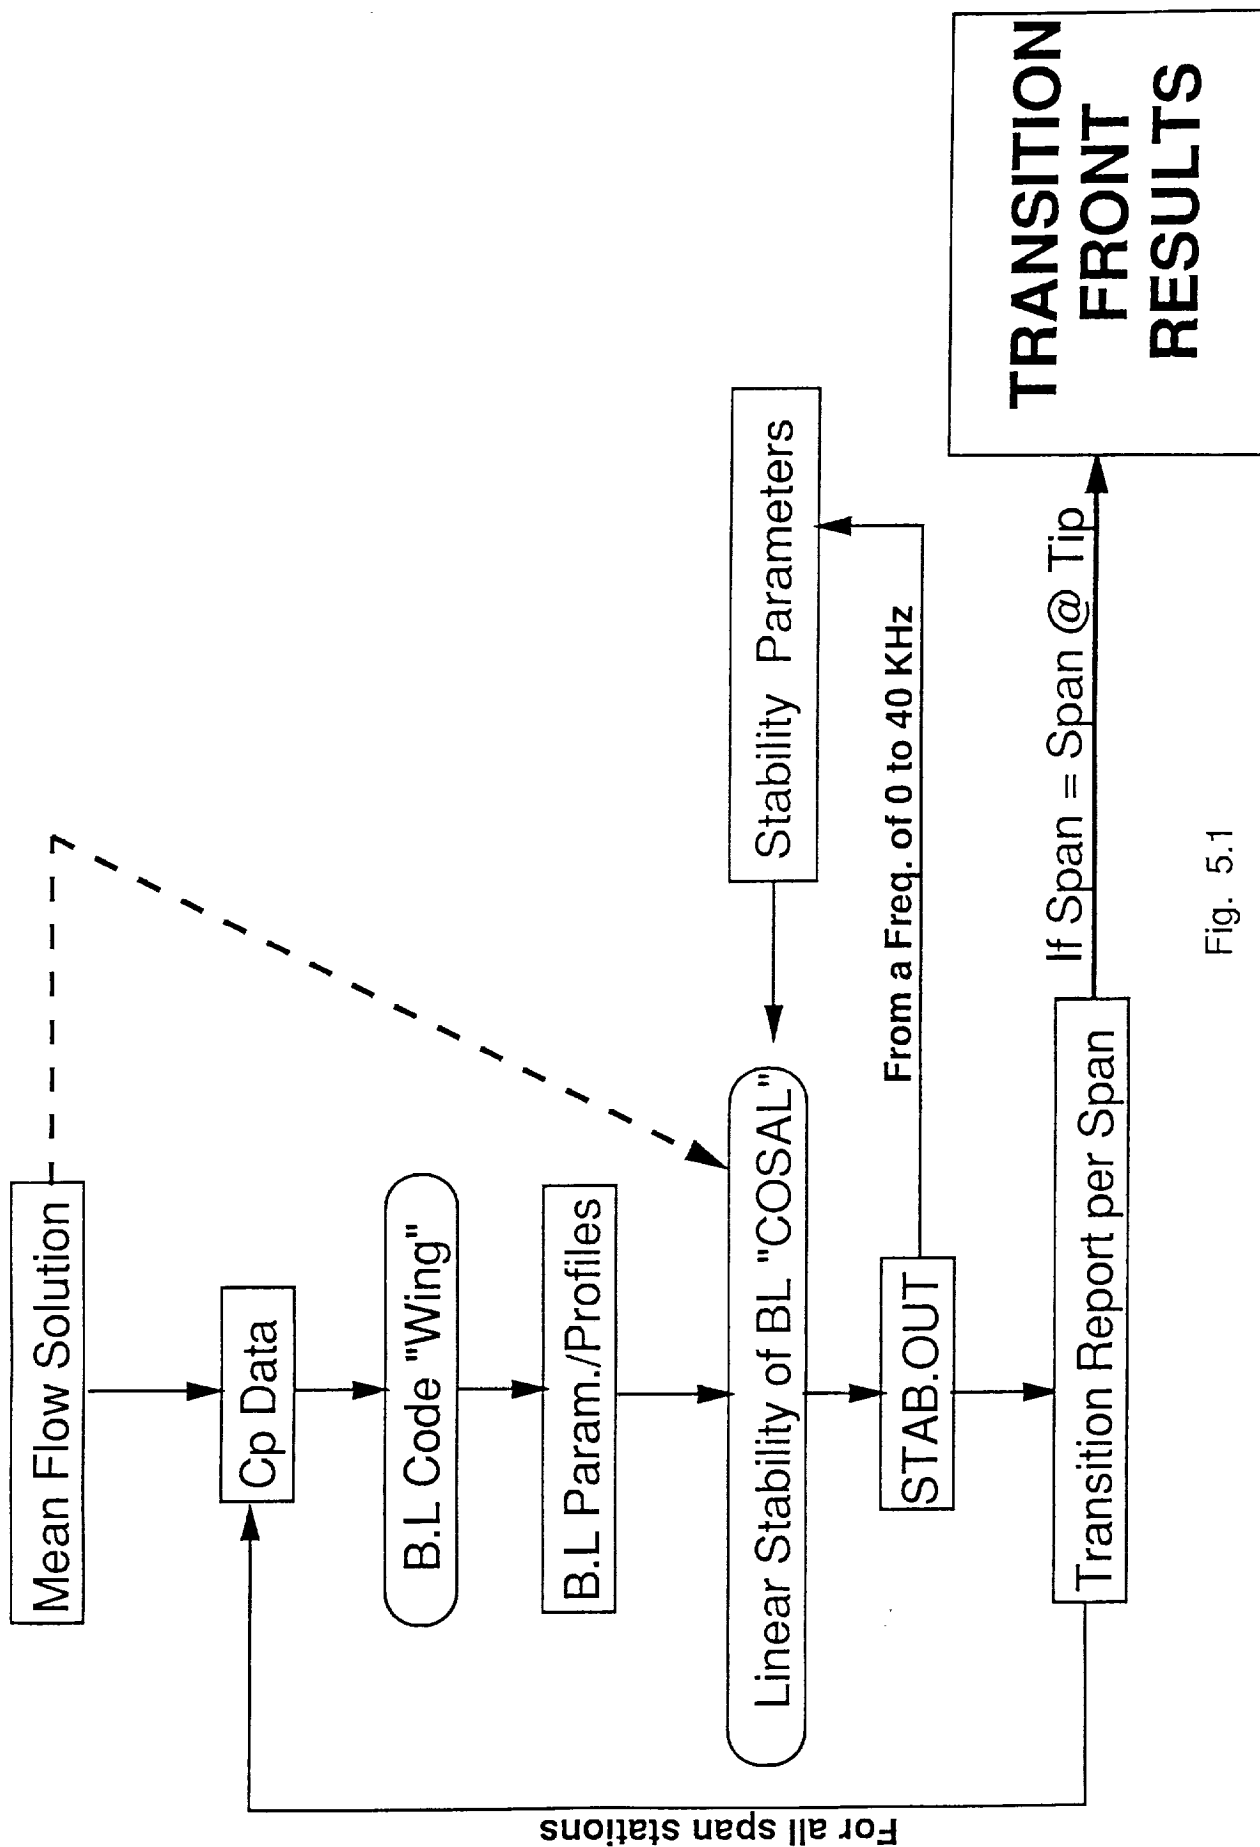 Mean Flow Solution
Cp Data
B.L Code "Wing"
B.L Param./Profiles
Linear Stability of BL "COSAL"
Stability Parameters
STAB.OUT
From a Freq. of 0 to 40 KHz
Transition Report per Span
For all span stations
If Span = Span @ Tip
TRANSITION
FRONT
RESULTS
Fig. 5.1